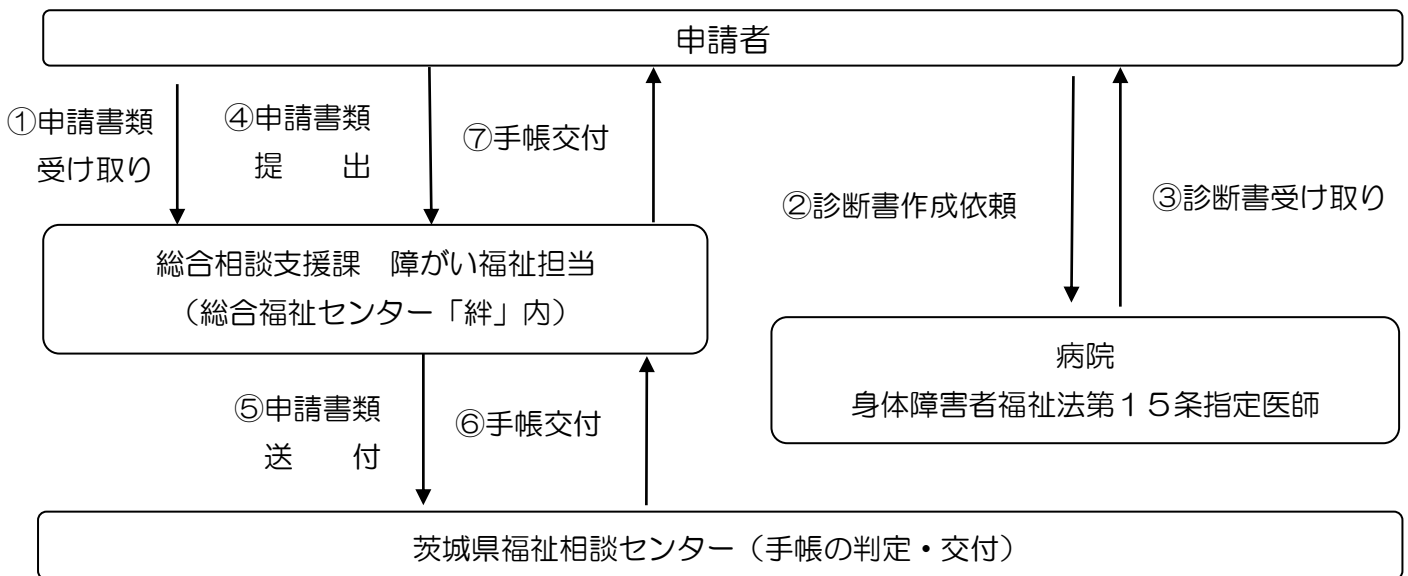 申請者
①申請書類
受け取り
④申請書類
提　　出
⑦手帳交付
②診断書作成依頼
③診断書受け取り
総合相談支援課　障がい福祉担当
（総合福祉センター「絆」内）
病院
身体障害者福祉法第１５条指定医師
⑤申請書類
送　　付
⑥手帳交付
茨城県福祉相談センター（手帳の判定・交付）